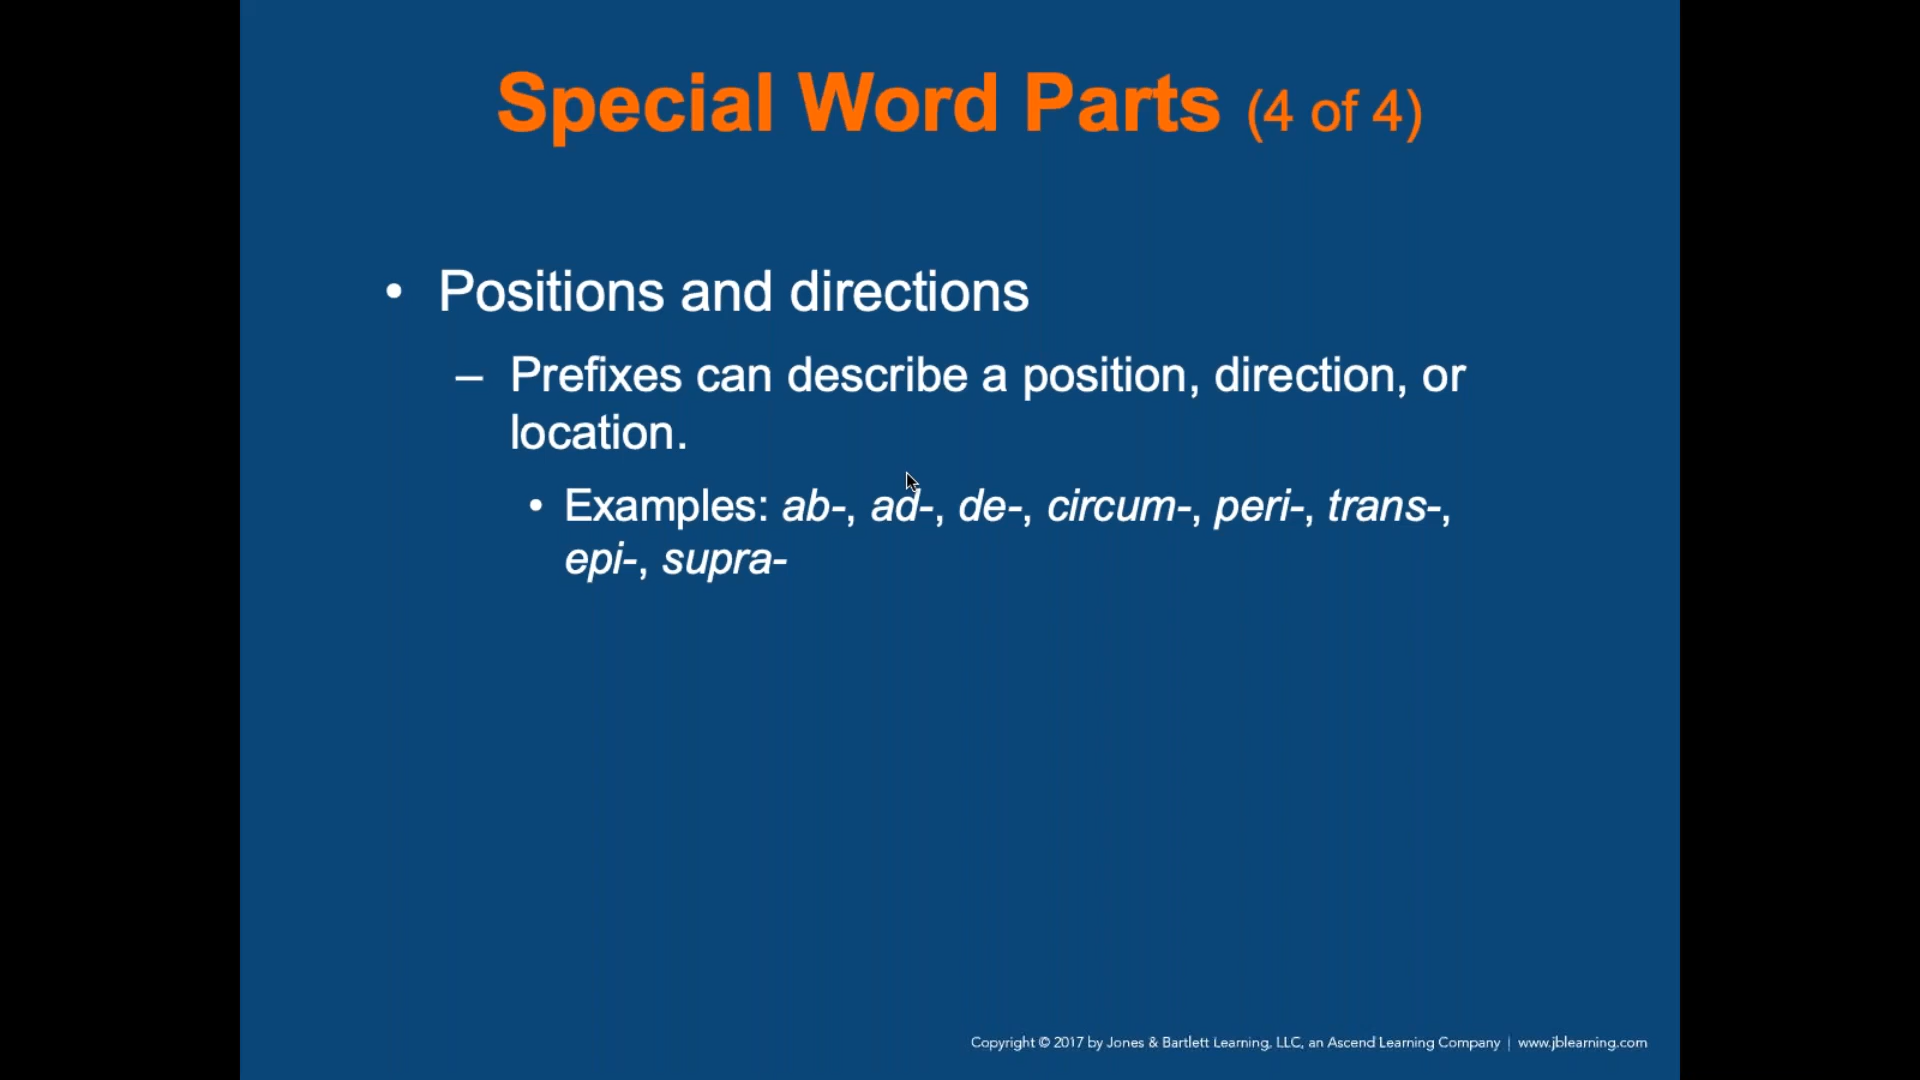 Special Word Parts (4 of 4)
• Positions and directions
– Prefixes can describe a position, direction, or
location.
• Examples: ab-, ad-, de-, circum-, peri-, trans-,
epi-, supra-
Copyright © 2017 by Jones & Bartlett Learning, LLC, an Ascend Learning Company | www.jblearning.com